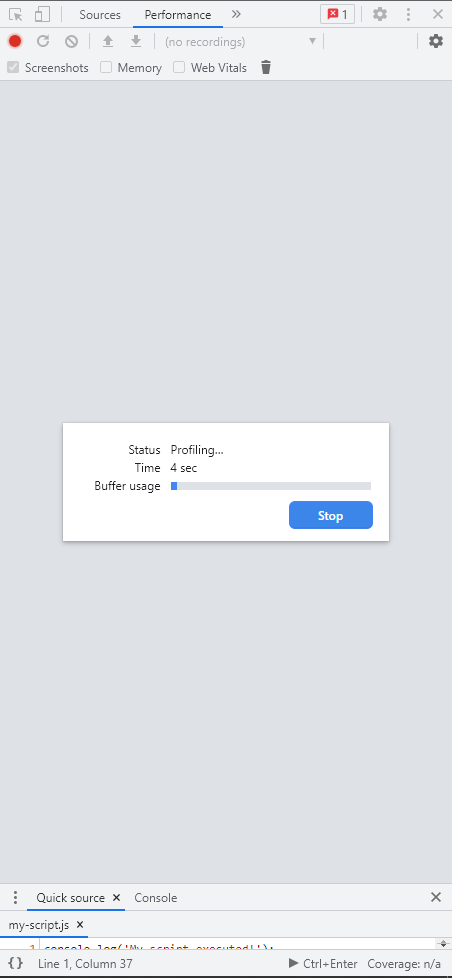 Sources Performance 1
(no recordings)
Screenshots Memory Web Vitals
Status Profiling...
Time 4 sec
Buffer usage
Stop
Quick source Console
my-script.js
1 console.log('My script executed!');
{} Line 1, Column 37 Ctrl+Enter Coverage: n/a